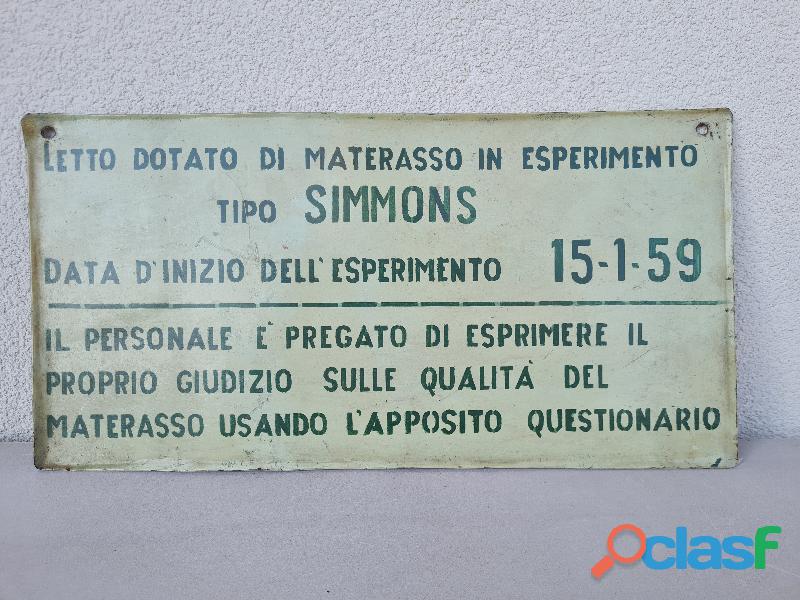 LETTO DOTATO DI MATERASSO IN ESPERIMENTO
TIPO SIMMONS
DATA D'INIZIO DELL'ESPERIMENTO 15-1-59
IL PERSONALE E' PREGATO DI ESPRIMERE IL
PROPRIO GIUDIZIO SULLE QUALITÀ DEL
MATERASSO USANDO L'APPOSITO QUESTIONARIO
oclasf